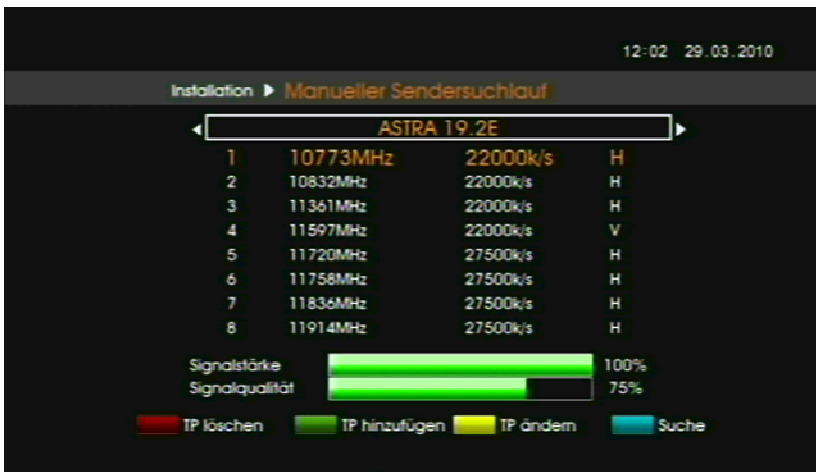 12:02 29.03.2010
Installation ▶ Manueller Sendersuchlauf
ASTRA 19.2E
1 10773MHz 22000k/s H
2 10832MHz 22000k/s H
3 11361MHz 22000k/s H
4 11597MHz 22000k/s V
5 11720MHz 27500k/s H
6 11758MHz 27500k/s H
7 11836MHz 27500k/s H
8 11914MHz 27500k/s H
Signalstärke 100%
Signalqualität 75%
TP löschen TP hinzufügen TP ändern Suche